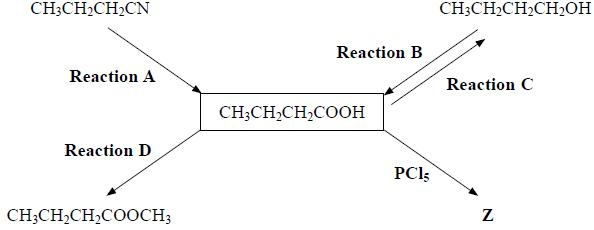 CH3CH2CH2CN
CH3CH2CH2CH2OH
Reaction B
Reaction A
Reaction C
CH3CH2CH2COOH
Reaction D
PCl5
CH3CH2CH2COOCH3
Z